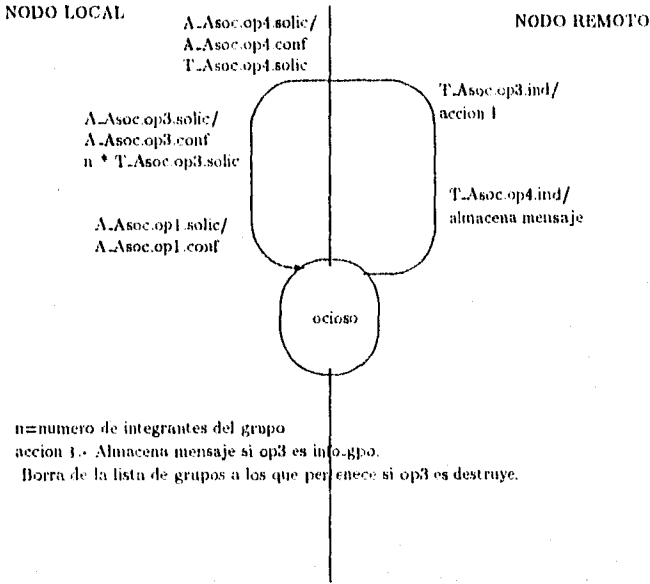 NODO LOCAL
NODO REMOTO
A_Asoc.op4.solic/
A_Asoc.op4.conf
T_Asoc.op4.solic
A_Asoc.op3.solic/
A_Asoc.op3.conf
n * T_Asoc.op3.solic
A_Asoc.op1.solic/
A_Asoc.op1.conf
T_Asoc.op3.ind/
accion 1
T_Asoc.op4.ind/
almacena mensaje
ocioso
n=numero de integrantes del grupo
accion 1.- Almacena mensaje si op3 es info_gpo.
Borra de la lista de grupos a los que pertenece si op3 es destruye.